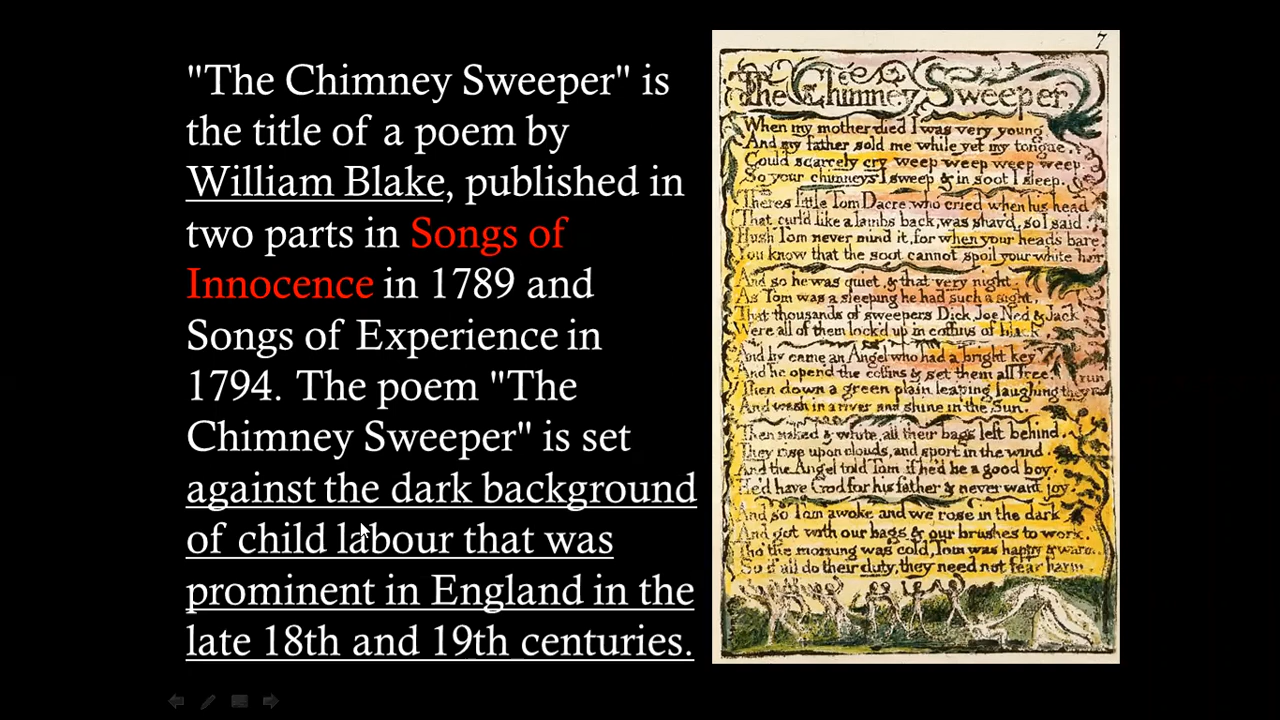 "The Chimney Sweeper" is
the title of a poem by
William Blake, published in
two parts in Songs of
Innocence in 1789 and
Songs of Experience in
1794. The poem "The
Chimney Sweeper" is set
against the dark background
of child labour that was
prominent in England in the
late 18th and 19th centuries.
7
The Chimney Sweeper
When my mother died I was very young
And my father sold me while yet my tongue
Could scarcely cry weep weep weep weep
So your chimneys I sweep & in soot I sleep.
Theres little Tom Dacre who cried when his head
That curl'd like a lambs back, was shav'd, so I said
Hush Tom never mind it, for when your heads bare
You know that the soot cannot spoil your white hair
And so he was quiet, & that very night
As Tom was a sleeping he had such a sight
That thousands of sweepers Dick, Joe Ned & Jack
Were all of them lock'd up in coffins of black
And by came an Angel who had a bright key
And he open'd the coffins & set them all free.
Then down a green plain leaping laughing they run
And wash in a river and shine in the Sun.
Then naked & white, all their bags left behind
They rise upon clouds, and sport in the wind
And the Angel told Tom if he'd be a good boy
He'd have God for his father & never want joy
And so Tom awoke and we rose in the dark
And got with our bags & our brushes to work.
Tho' the morning was cold, Tom was happy & warm
So if all do their duty, they need not fear harm